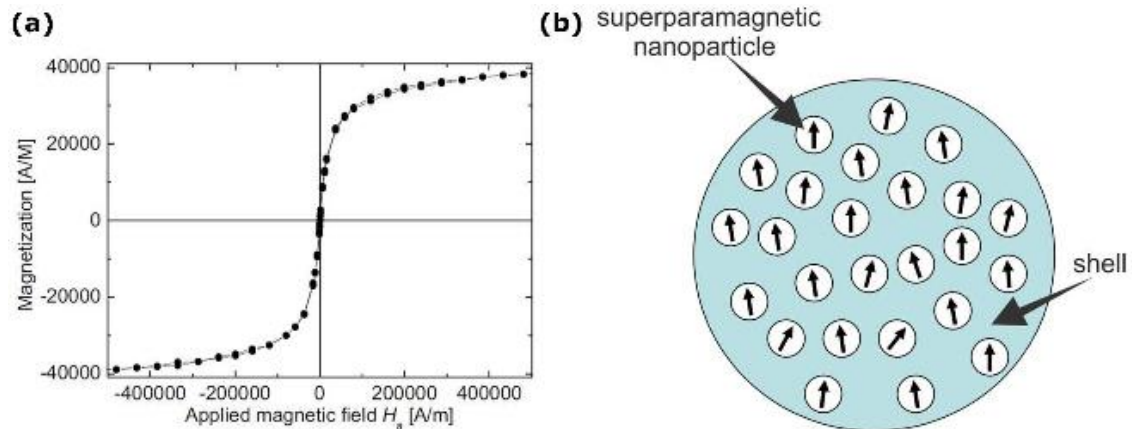 (a)
40000
20000
0
-20000
-40000
Magnetization [A/M]
-400000 -200000 0 200000 400000
Applied magnetic field Hₐ [A/m]
(b)
superparamagnetic
nanoparticle
shell